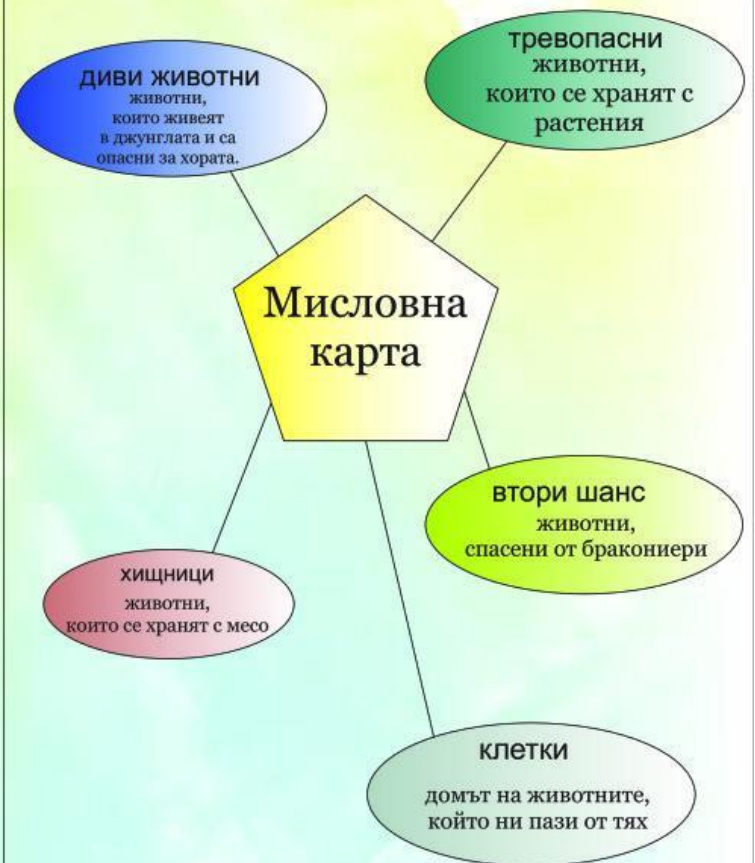 диви животни
животни,
които живеят
в джунглата и са
опасни за хората.
тревопасни
животни,
които се хранят с
растения
Мисловна
карта
втори шанс
животни,
спасени от бракониери
хищници
животни,
които се хранят с месо
клетки
домът на животните,
който ни пази от тях